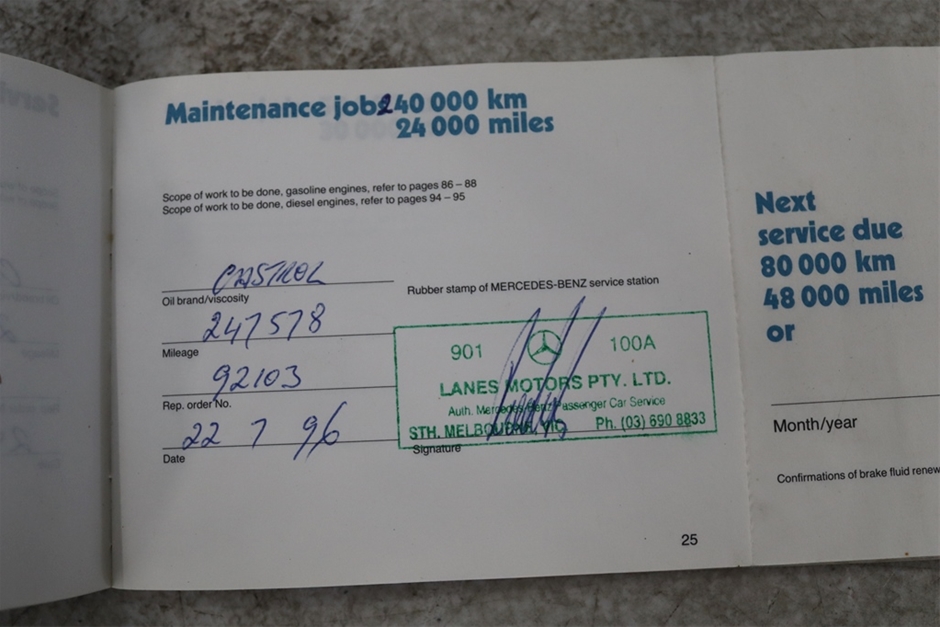 Maintenance job 240 000 km
24 000 miles
Scope of work to be done, gasoline engines, refer to pages 86 – 88
Scope of work to be done, diesel engines, refer to pages 94 – 95
CASTROL
Oil brand/viscosity
247578
Mileage
92103
Rep. order No.
22 7 96
Date
Rubber stamp of MERCEDES-BENZ service station
901 100A
LANES MOTORS PTY. LTD.
Auth. Mercedes-Benz Passenger Car Service
STH. MELBOURNE, VIC. Ph. (03) 690 8833
Signature
25
Next
service due
80 000 km
48 000 miles
or
Month/year
Confirmations of brake fluid renew